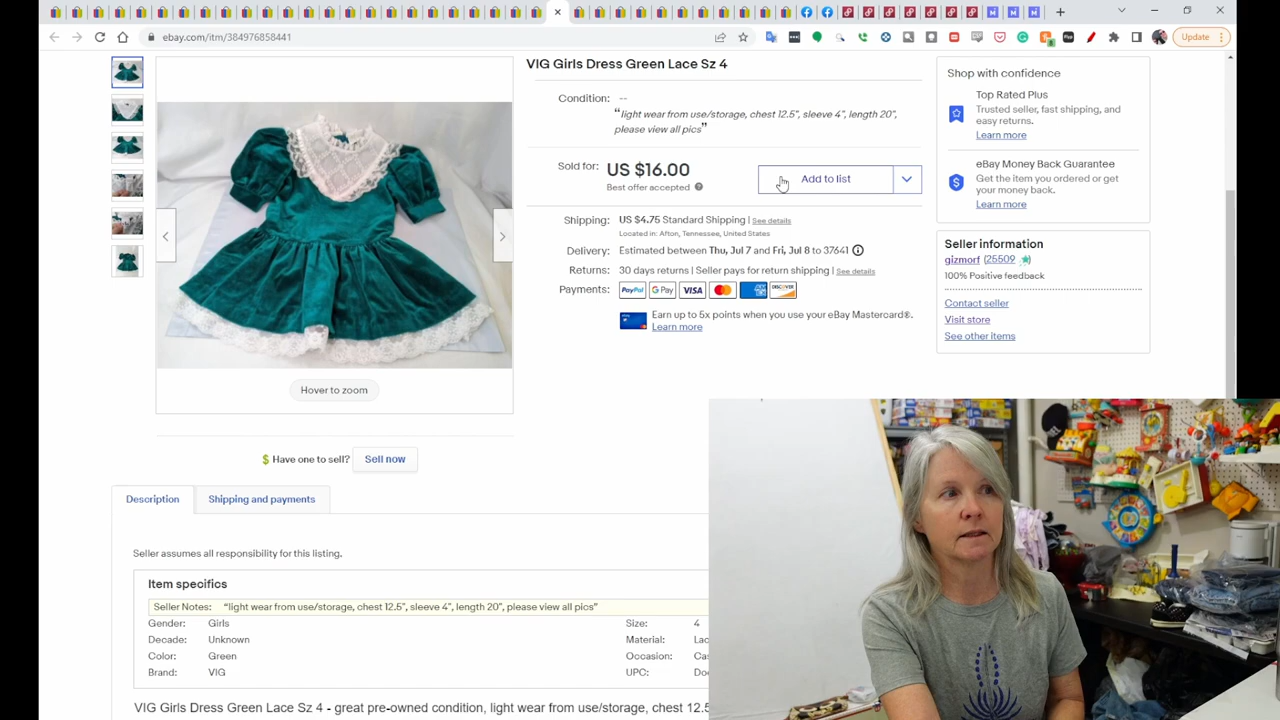 Update
ebay.com/itm/384976858441
VIG Girls Dress Green Lace Sz 4
Condition: --
"light wear from use/storage, chest 12.5", sleeve 4", length 20",
please view all pics"
Sold for: US $16.00
Best offer accepted
Add to list
Shipping: US $4.75 Standard Shipping | See details
Located in: Afton, Tennessee, United States
Delivery: Estimated between Thu, Jul 7 and Fri, Jul 8 to 37641
Returns: 30 days returns | Seller pays for return shipping | See details
Payments: PayPal G Pay VISA DISCOVER
Earn up to 5x points when you use your eBay Mastercard®.
Learn more
Shop with confidence
Top Rated Plus
Trusted seller, fast shipping, and
easy returns.
Learn more
eBay Money Back Guarantee
Get the item you ordered or get
your money back.
Learn more
Seller information
gizmorf (25509
100% Positive feedback
Contact seller
Visit store
See other items
Hover to zoom
$ Have one to sell? Sell now
Description Shipping and payments
Seller assumes all responsibility for this listing.
Item specifics
Seller Notes: "light wear from use/storage, chest 12.5", sleeve 4", length 20", please view all pics"
Gender: Girls Size: 4
Decade: Unknown Material: Lac
Color: Green Occasion: Cas
Brand: VIG UPC: Do
VIG Girls Dress Green Lace Sz 4 - great pre-owned condition, light wear from use/storage, chest 12.5